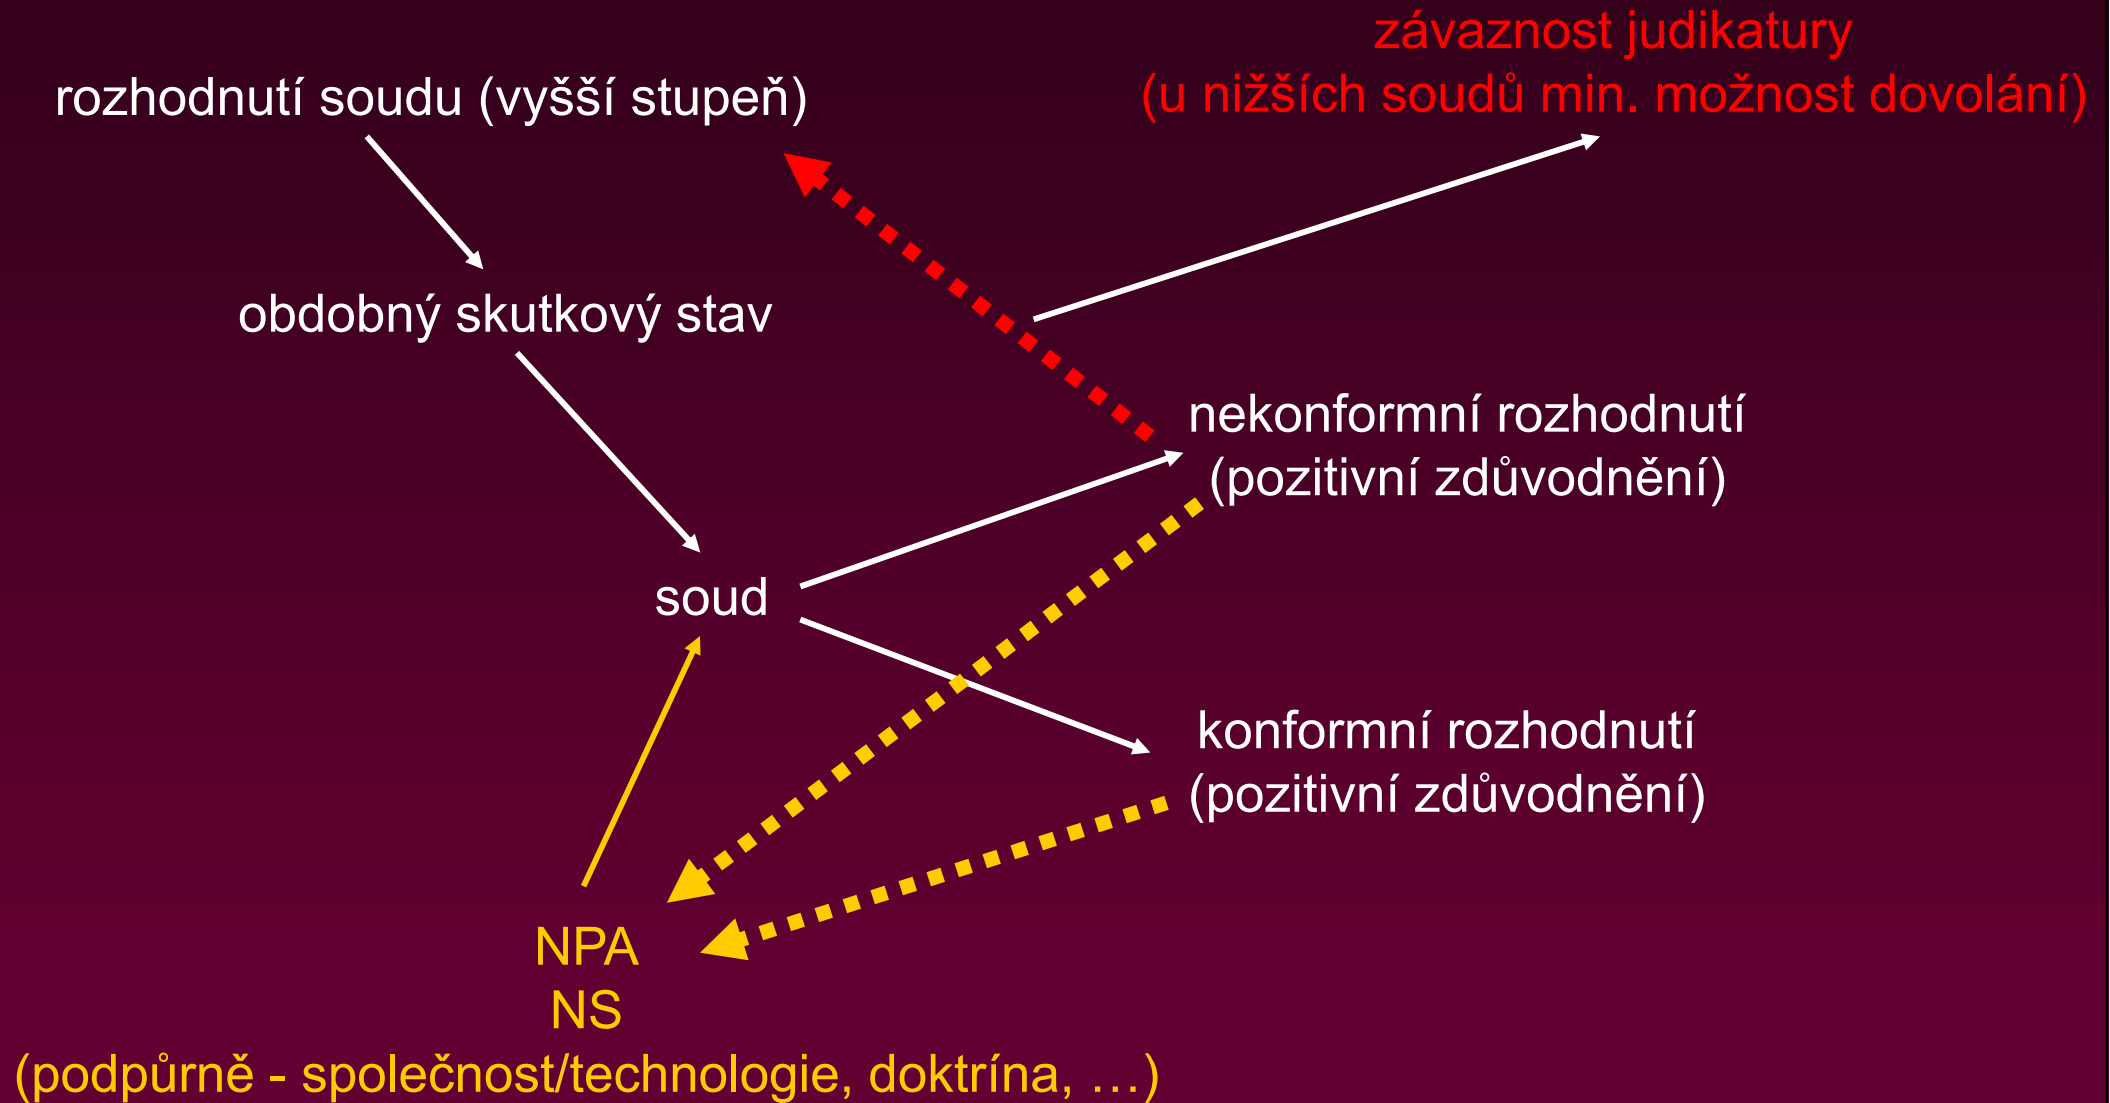 závaznost judikatury
(u nižších soudů min. možnost dovolání)
rozhodnutí soudu (vyšší stupeň)
obdobný skutkový stav
nekonformní rozhodnutí
(pozitivní zdůvodnění)
soud
konformní rozhodnutí
(pozitivní zdůvodnění)
NPA
NS
(podpůrně - společnost/technologie, doktrína, …)